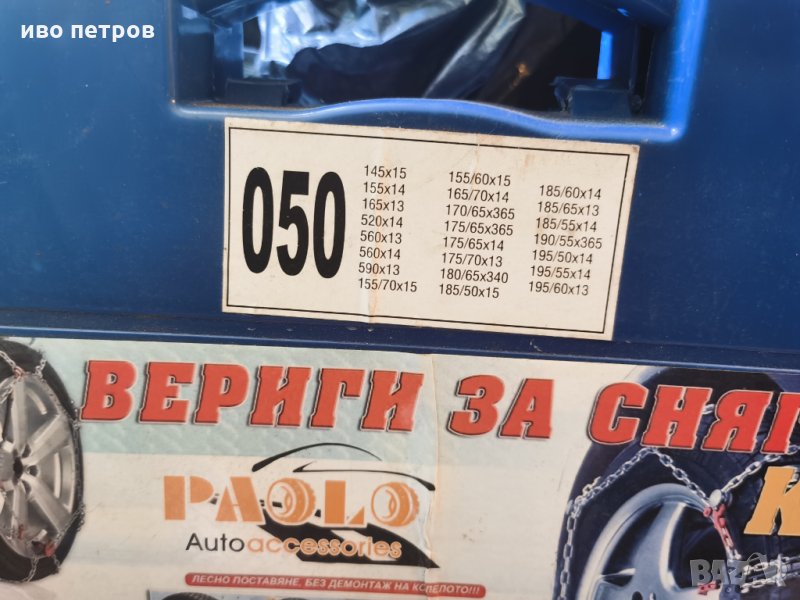 иво петров
050
145x15
155x14
165x13
520x14
560x13
560x14
590x13
155/70x15
155/60x15
165/70x14
170/65x365
175/65x365
175/65x14
175/70x13
180/65x340
185/50x15
185/60x14
185/65x13
185/55x14
190/55x365
195/50x14
195/55x14
195/60x13
ВЕРИГИ ЗА СНЯГ
PAOLO
Autoaccessories
ЛЕСНО ПОСТАВЯНЕ, БЕЗ ДЕМОНТАЖ НА КОЛЕЛОТО!!!
BAZAR